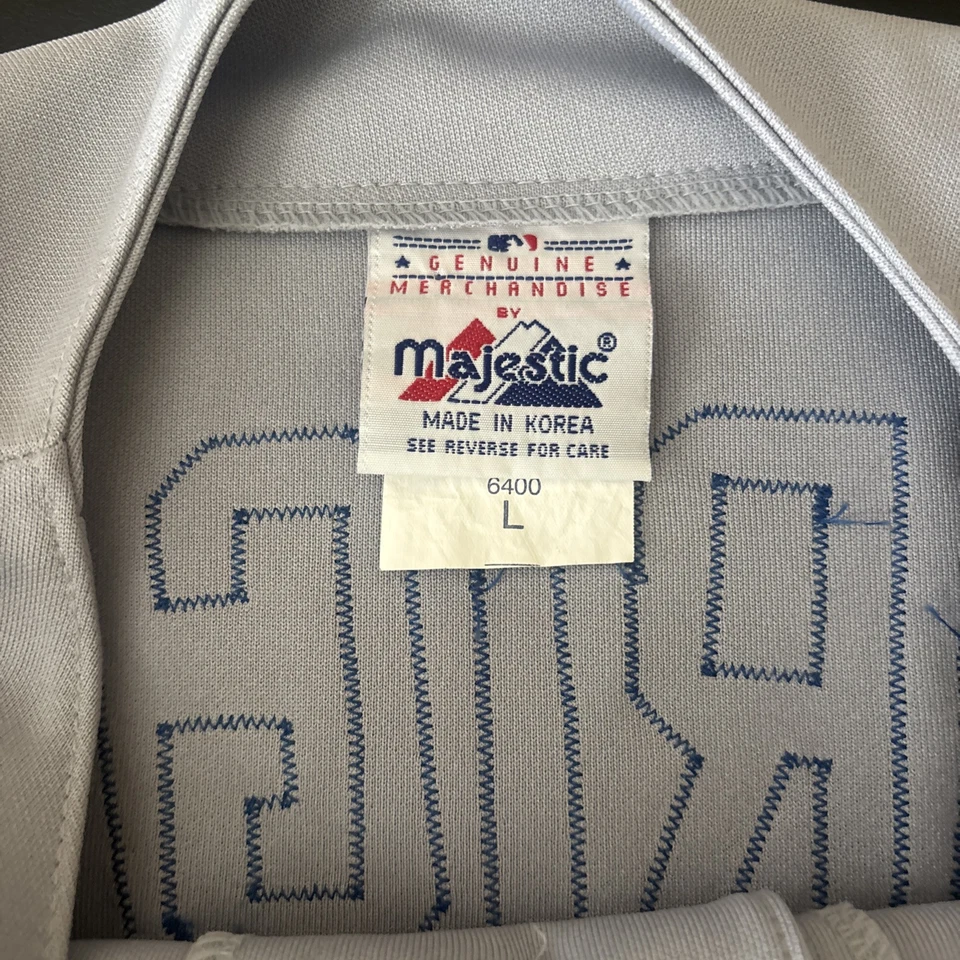 GENUINE
MERCHANDISE
BY
Majestic®
MADE IN KOREA
SEE REVERSE FOR CARE
6400
L